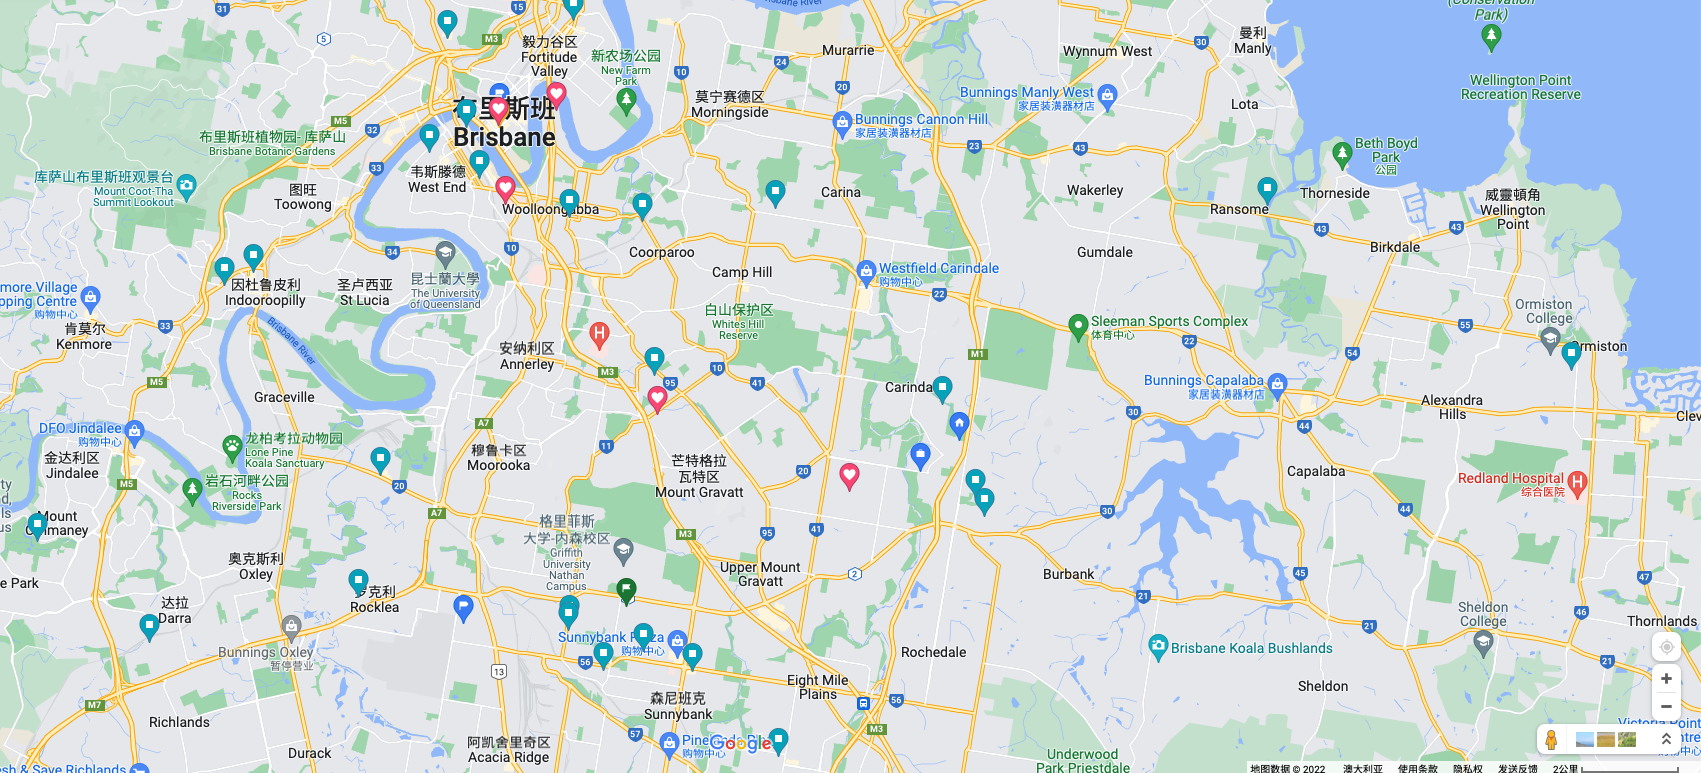 31
15
M3
5
毅力谷区
Fortitude
Valley
新农场公园
New Farm
Park
10
24
20
Murarrie
Wynnum West
30
曼利
Manly
Park)
Wellington Point
Recreation Reserve
莫宁赛德区
Morningside
Bunnings Manly West
家居装潢器材店
Lota
Bunnings Cannon Hill
家居装潢器材店
布里斯班
Brisbane
M5
32
布里斯班植物园- 库萨山
Brisbane Botanic Gardens
33
23
43
Beth Boyd
Park
公园
库萨山布里斯班观景台
Mount Coot-Tha
Summit Lookout
图旺
Toowong
韦斯滕德
West End
Woolloongabba
Carina
Wakerley
Ransome
Thorneside
威靈頓角
Wellington
Point
43
43
Birkdale
34
10
Coorparoo
Camp Hill
Gumdale
Westfield Carindale
购物中心
22
昆士蘭大學
The University
of Queensland
因杜鲁皮利
Indooroopilly
圣卢西亚
St Lucia
more Village
pping Centre
购物中心
肯莫尔
Kenmore
33
Brisbane River
白山保护区
Whites Hill
Reserve
Sleeman Sports Complex
体育中心
22
Ormiston
College
55
Ormiston
安纳利区
Annerley
M3
95
10
41
M1
54
M5
Graceville
Carinda
Bunnings Capalaba
家居装潢器材店
30
44
Alexandra
Hills
Clev
DFO Jindalee
购物中心
金达利区
Jindalee
M5
龙柏考拉动物园
Lone Pine
Koala Sanctuary
岩石河畔公园
Rocks
Riverside Park
A7
穆鲁卡区
Moorooka
11
20
芒特格拉
瓦特区
Mount Gravatt
20
Capalaba
Redland Hospital
综合医院
A7
30
44
格里菲斯
大学-内森校区
Griffith
University
Nathan
Campus
M3
95
41
奥克斯利
Oxley
Upper Mount
Gravatt
2
Burbank
45
47
e Park
达拉
Darra
Rocklea
21
46
Sheldon
College
Thornlands
21
Bunnings Oxley
暂停营业
购物中心
56
Rochedale
Brisbane Koala Bushlands
21
13
Eight Mile
Plains
56
Sheldon
M7
Richlands
森尼班克
Sunnybank
57
M3
Durack
阿凯舍里奇区
Acacia Ridge
购物中心
Google
Underwood
Park Priestdale
地图数据 © 2022
澳大利亚
使用条款
隐私权
发送反馈
2公里